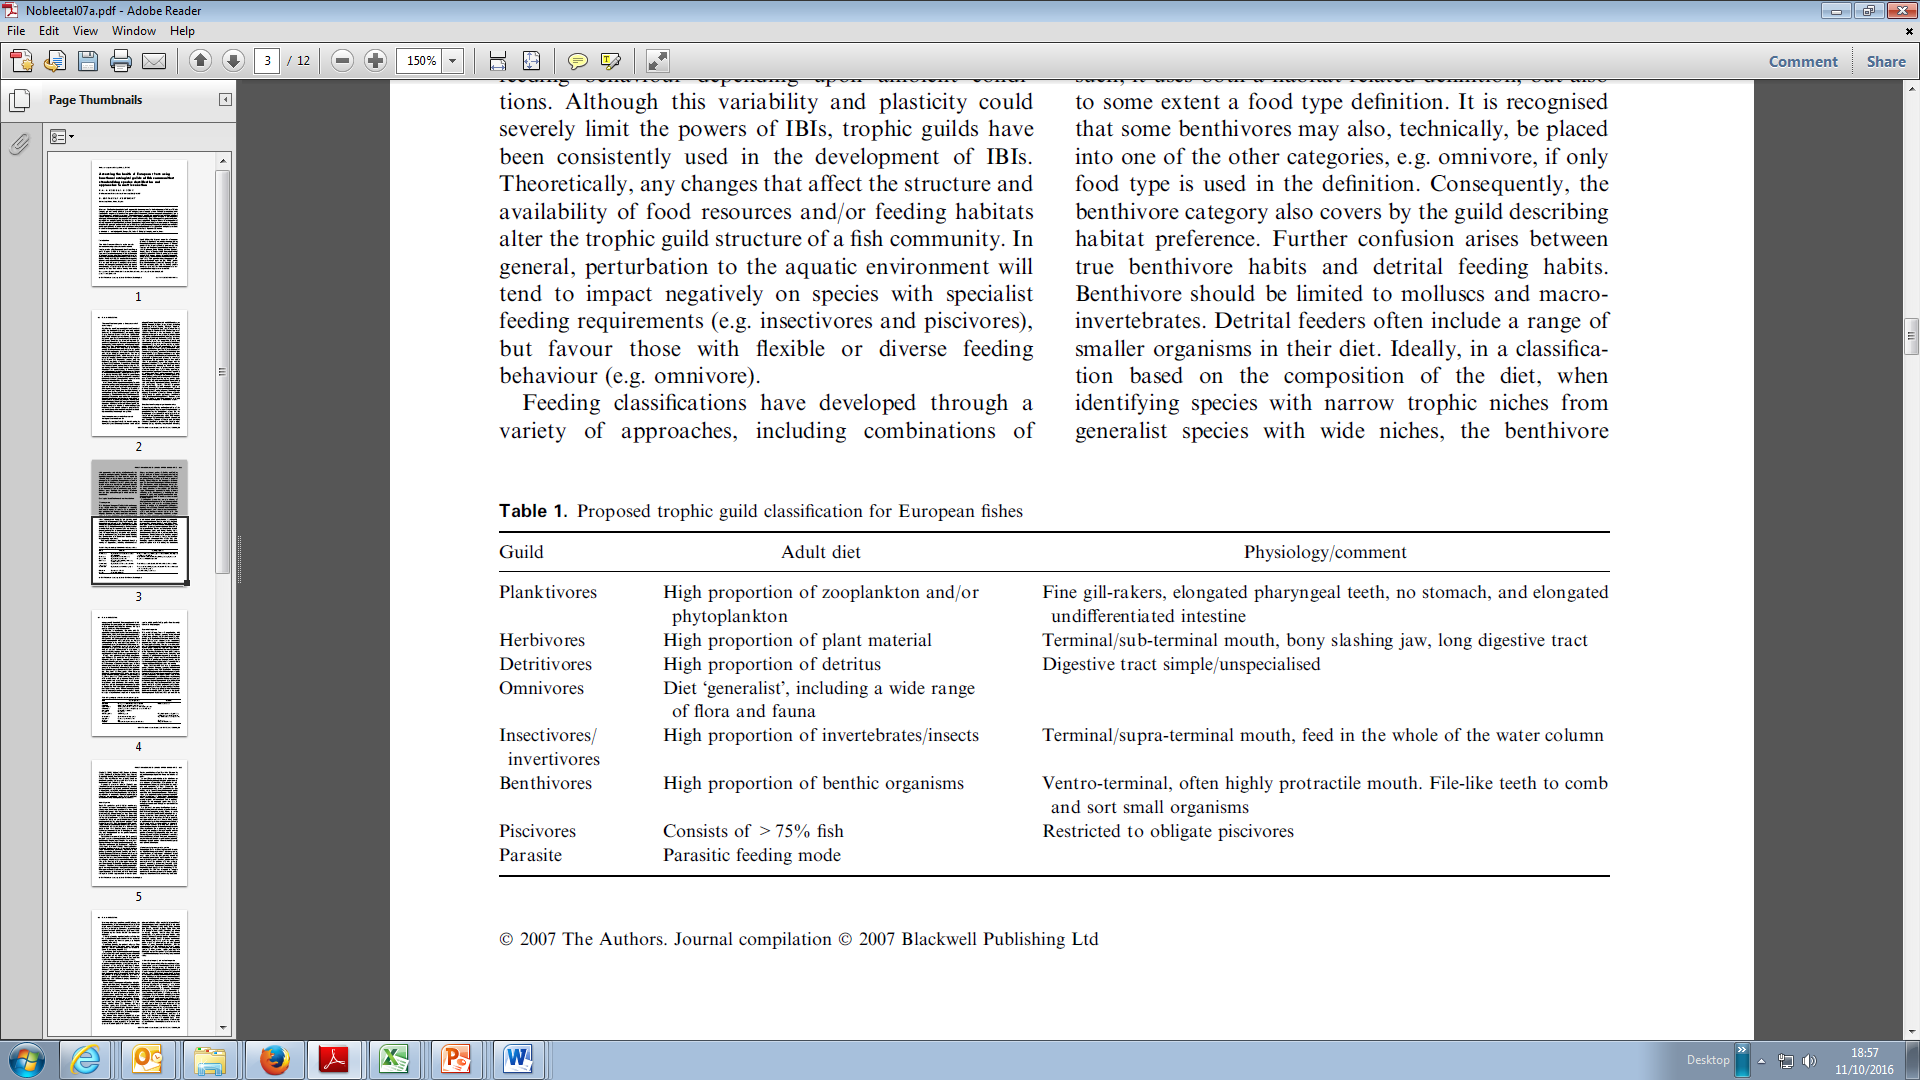 Nobleetal07a.pdf - Adobe Reader
File Edit View Window Help
3 / 12 150% Comment Share
Page Thumbnails
1
2
3
4
5
feeding behaviour depending upon ambient condi-
tions. Although this variability and plasticity could
severely limit the powers of IBIs, trophic guilds have
been consistently used in the development of IBIs.
Theoretically, any changes that affect the structure and
availability of food resources and/or feeding habitats
alter the trophic guild structure of a fish community. In
general, perturbation to the aquatic environment will
tend to impact negatively on species with specialist
feeding requirements (e.g. insectivores and piscivores),
but favour those with flexible or diverse feeding
behaviour (e.g. omnivore).
Feeding classifications have developed through a
variety of approaches, including combinations of
such, it uses both a habitat related definition, but also
to some extent a food type definition. It is recognised
that some benthivores may also, technically, be placed
into one of the other categories, e.g. omnivore, if only
food type is used in the definition. Consequently, the
benthivore category also covers by the guild describing
habitat preference. Further confusion arises between
true benthivore habits and detrital feeding habits.
Benthivore should be limited to molluscs and macro-
invertebrates. Detrital feeders often include a range of
smaller organisms in their diet. Ideally, in a classifica-
tion based on the composition of the diet, when
identifying species with narrow trophic niches from
generalist species with wide niches, the benthivore
Table 1. Proposed trophic guild classification for European fishes
Guild Adult diet Physiology/comment
Planktivores High proportion of zooplankton and/or Fine gill-rakers, elongated pharyngeal teeth, no stomach, and elongated
phytoplankton undifferentiated intestine
Herbivores High proportion of plant material Terminal/sub-terminal mouth, bony slashing jaw, long digestive tract
Detritivores High proportion of detritus Digestive tract simple/unspecialised
Omnivores Diet ‘generalist’, including a wide range
of flora and fauna
Insectivores/ High proportion of invertebrates/insects Terminal/supra-terminal mouth, feed in the whole of the water column
invertivores
Benthivores High proportion of benthic organisms Ventro-terminal, often highly protractile mouth. File-like teeth to comb
and sort small organisms
Piscivores Consists of >75% fish Restricted to obligate piscivores
Parasite Parasitic feeding mode
© 2007 The Authors. Journal compilation © 2007 Blackwell Publishing Ltd
Desktop
18:57
11/10/2016